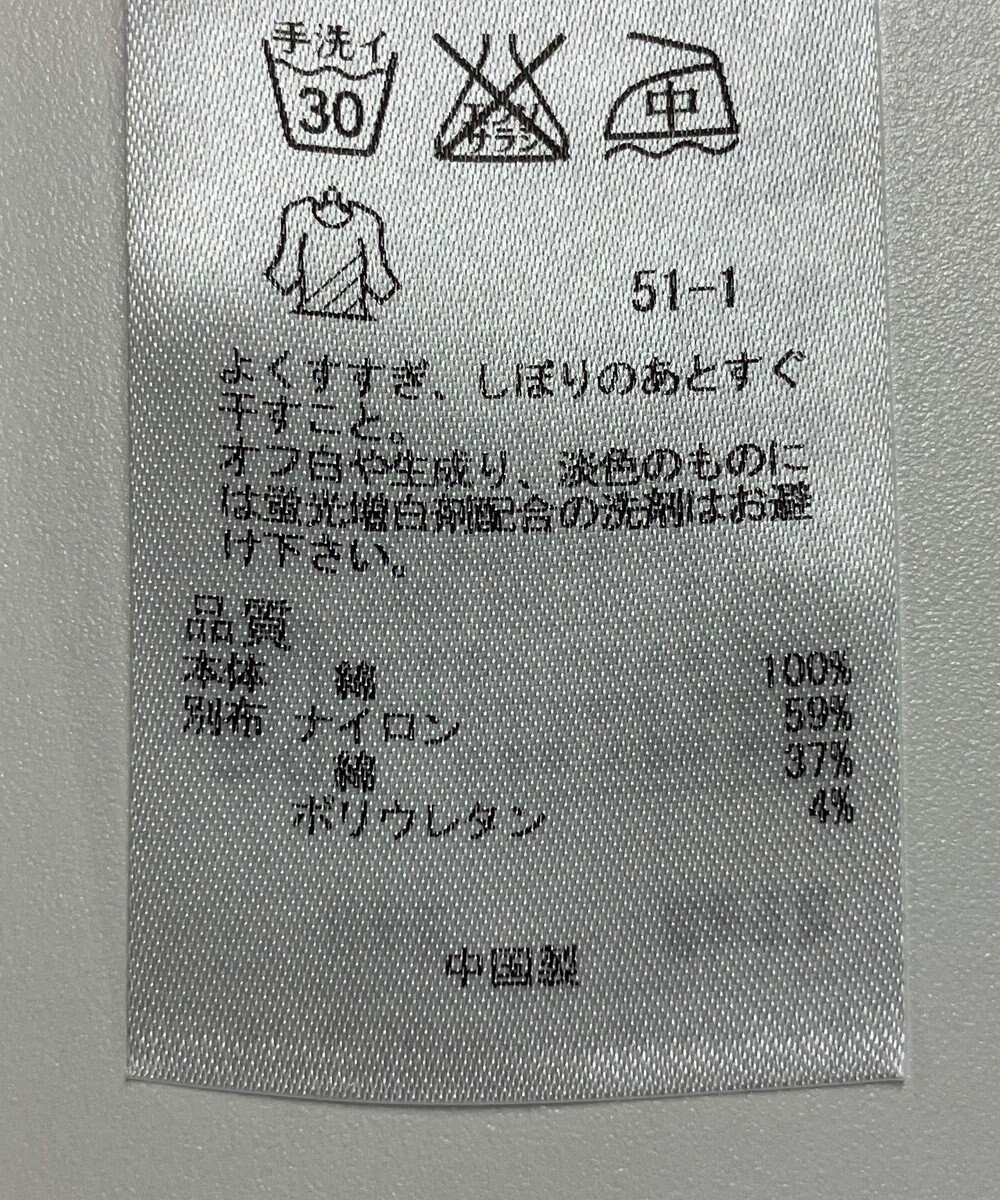 手洗イ
30
エンソ
サラシ
中
51-1
よくすすぎ、しぼりのあとすぐ
干すこと。
オフ白や生成り、淡色のものに
は蛍光増白剤配合の洗剤はお避
け下さい。
品質
本体 綿 100%
別布 ナイロン 59%
綿 37%
ポリウレタン 4%
中国製